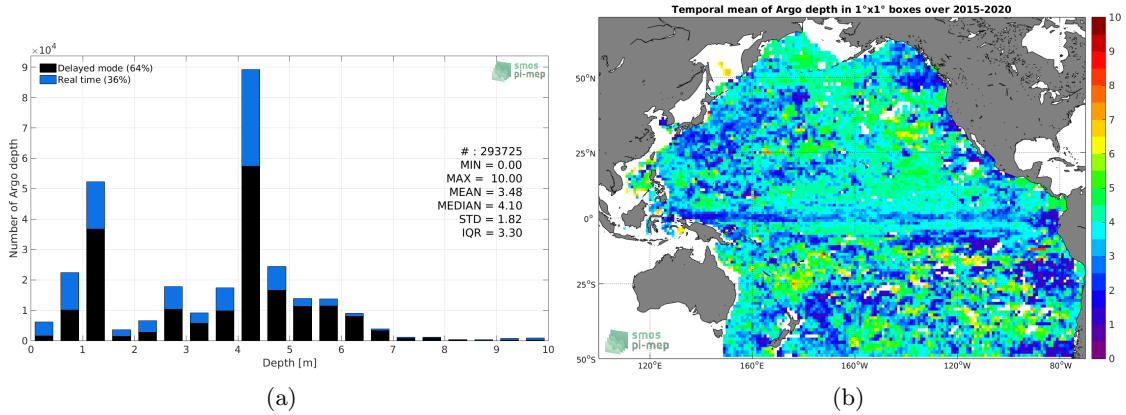 ×10⁴
Delayed mode (64%)
Real time (36%)
smos
pi-mep
# : 293725
MIN = 0.00
MAX = 10.00
MEAN = 3.48
MEDIAN = 4.10
STD = 1.82
IQR = 3.30
Number of Argo depth
9
8
7
6
5
4
3
2
1
0
0 1 2 3 4 5 6 7 8 9 10
Depth [m]
(a)
Temporal mean of Argo depth in 1°x1° boxes over 2015-2020
50°N
25°N
0°
25°S
50°S
120°E 160°E 160°W 120°W 80°W
smos
pi-mep
10
9
8
7
6
5
4
3
2
1
0
(b)